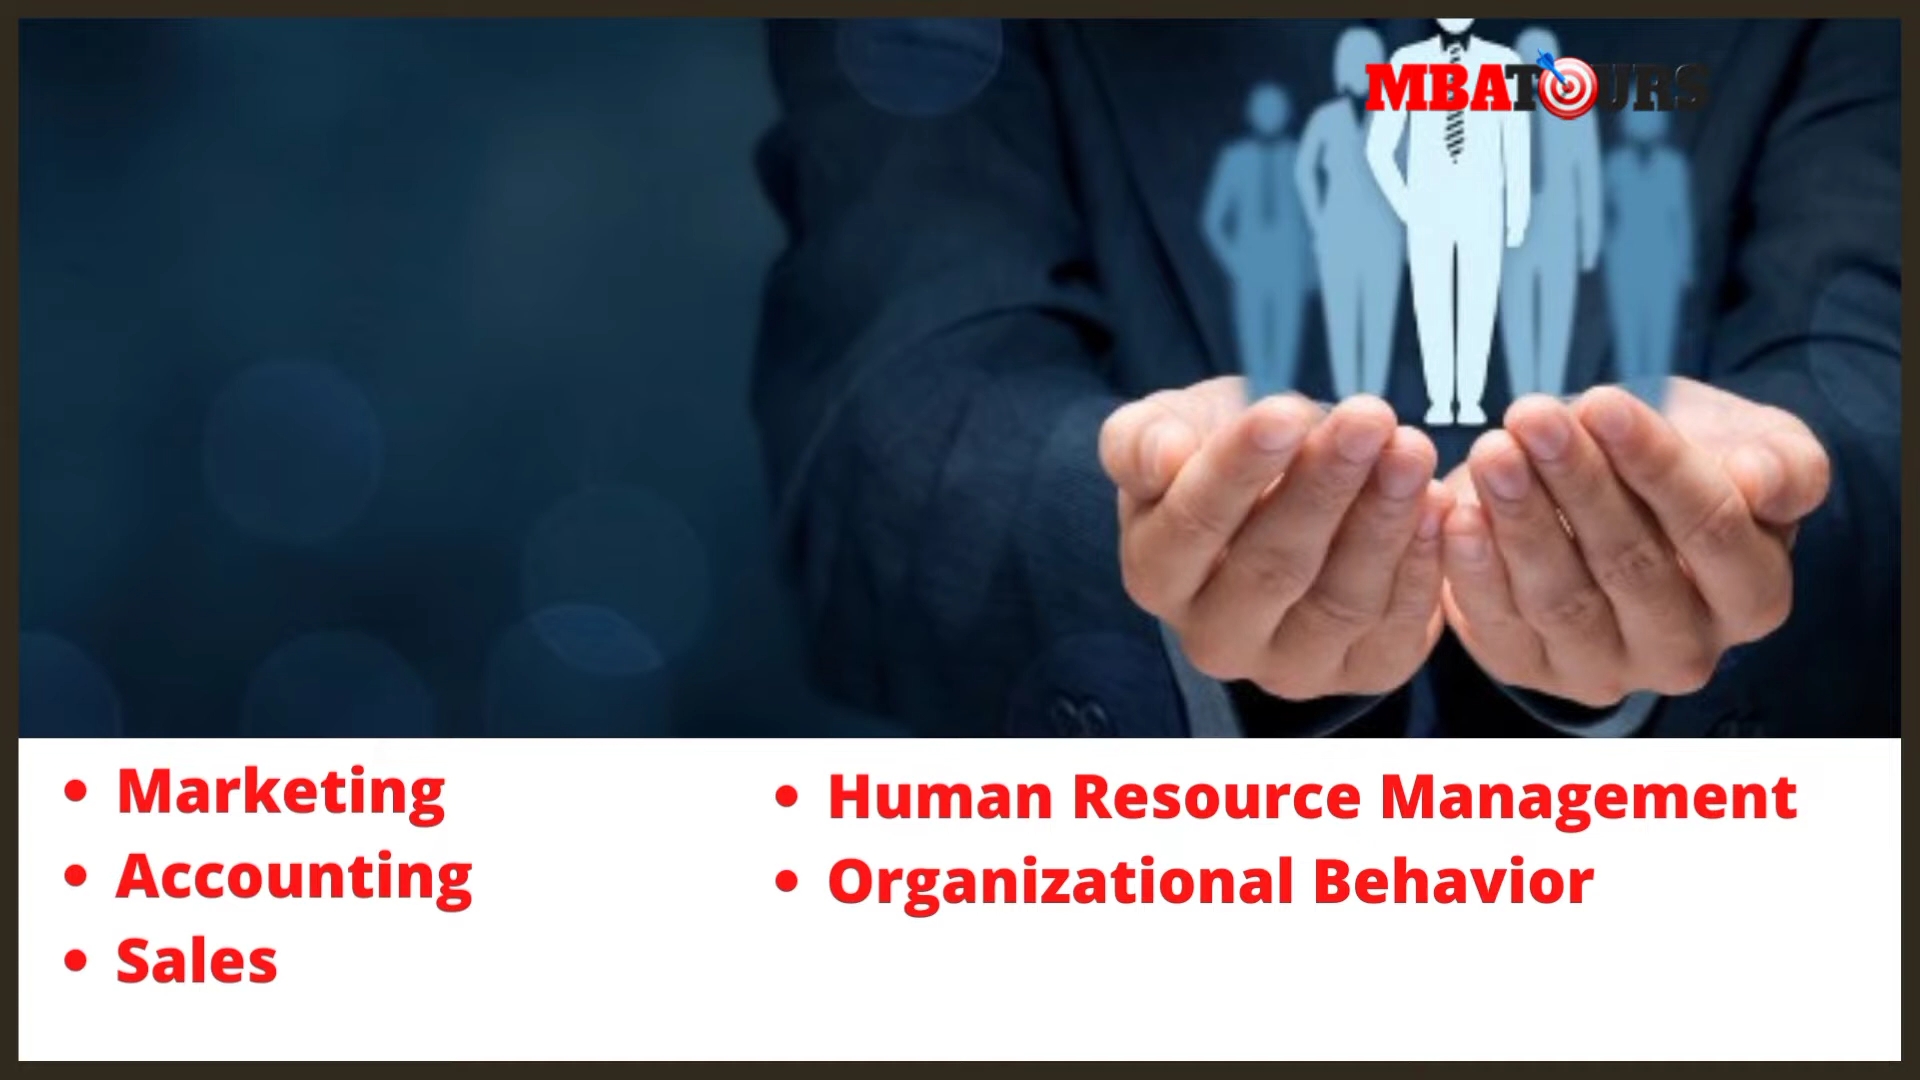 MBATOURS
• Marketing
• Accounting
• Sales
• Human Resource Management
• Organizational Behavior